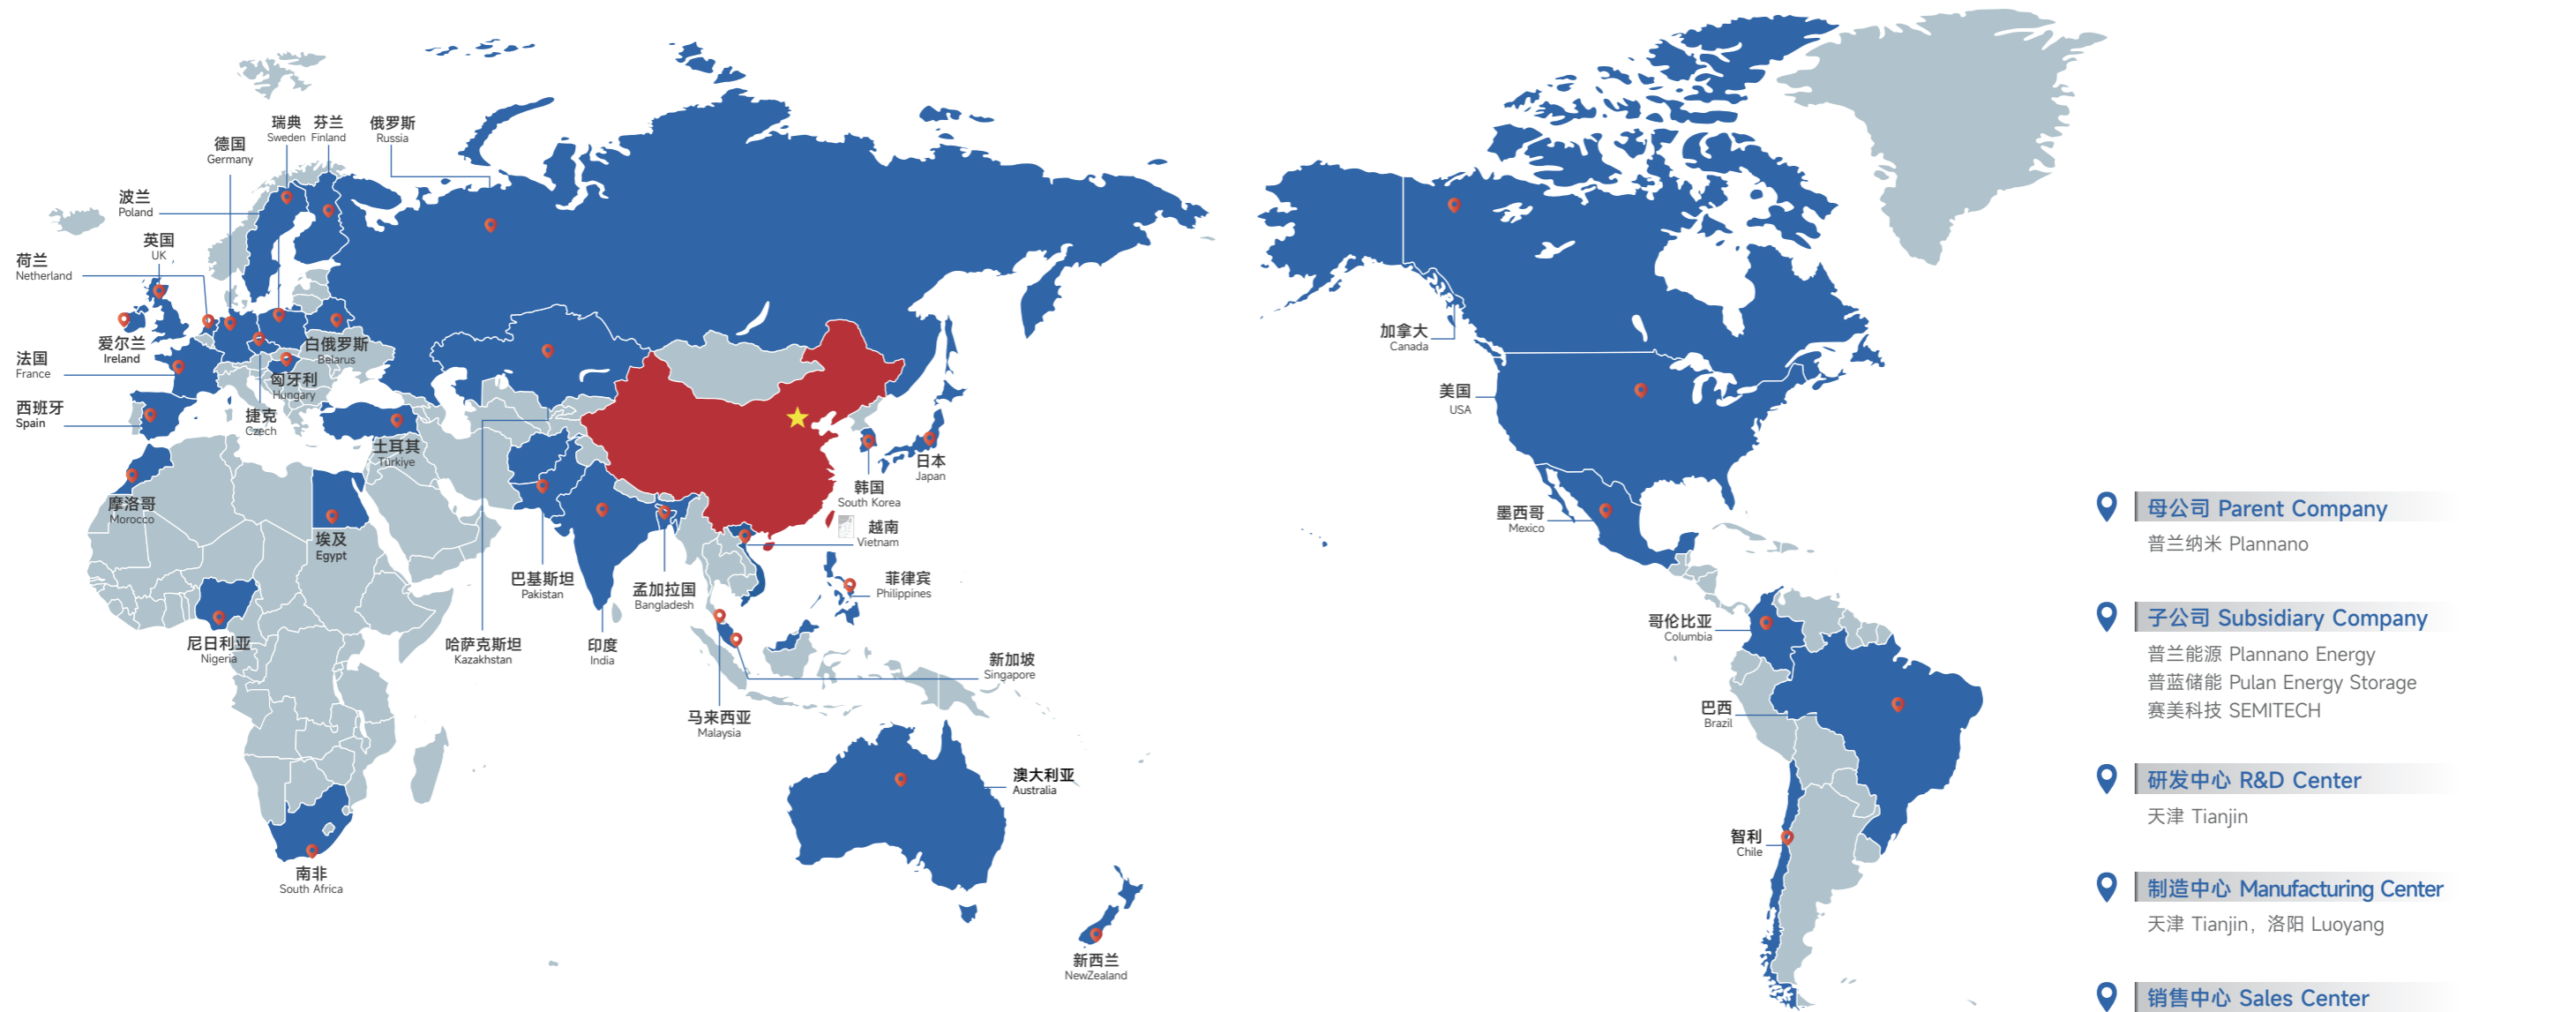 瑞典
Sweden
芬兰
Finland
俄罗斯
Russia
德国
Germany
波兰
Poland
英国
UK
荷兰
Netherland
爱尔兰
Ireland
白俄罗斯
Belarus
法国
France
匈牙利
Hungary
西班牙
Spain
捷克
Czech
土耳其
Türkiye
摩洛哥
Morocco
埃及
Egypt
尼日利亚
Nigeria
南非
South Africa
哈萨克斯坦
Kazakhstan
巴基斯坦
Pakistan
印度
India
孟加拉国
Bangladesh
日本
Japan
韩国
South Korea
越南
Vietnam
菲律宾
Philippines
新加坡
Singapore
马来西亚
Malaysia
澳大利亚
Australia
新西兰
NewZealand
加拿大
Canada
美国
USA
墨西哥
Mexico
哥伦比亚
Columbia
巴西
Brazil
智利
Chile
母公司 Parent Company
普兰纳米 Plannano
子公司 Subsidiary Company
普兰能源 Plannano Energy
普蓝储能 Pulan Energy Storage
赛美科技 SEMITECH
研发中心 R&D Center
天津 Tianjin
制造中心 Manufacturing Center
天津 Tianjin，洛阳 Luoyang
销售中心 Sales Center